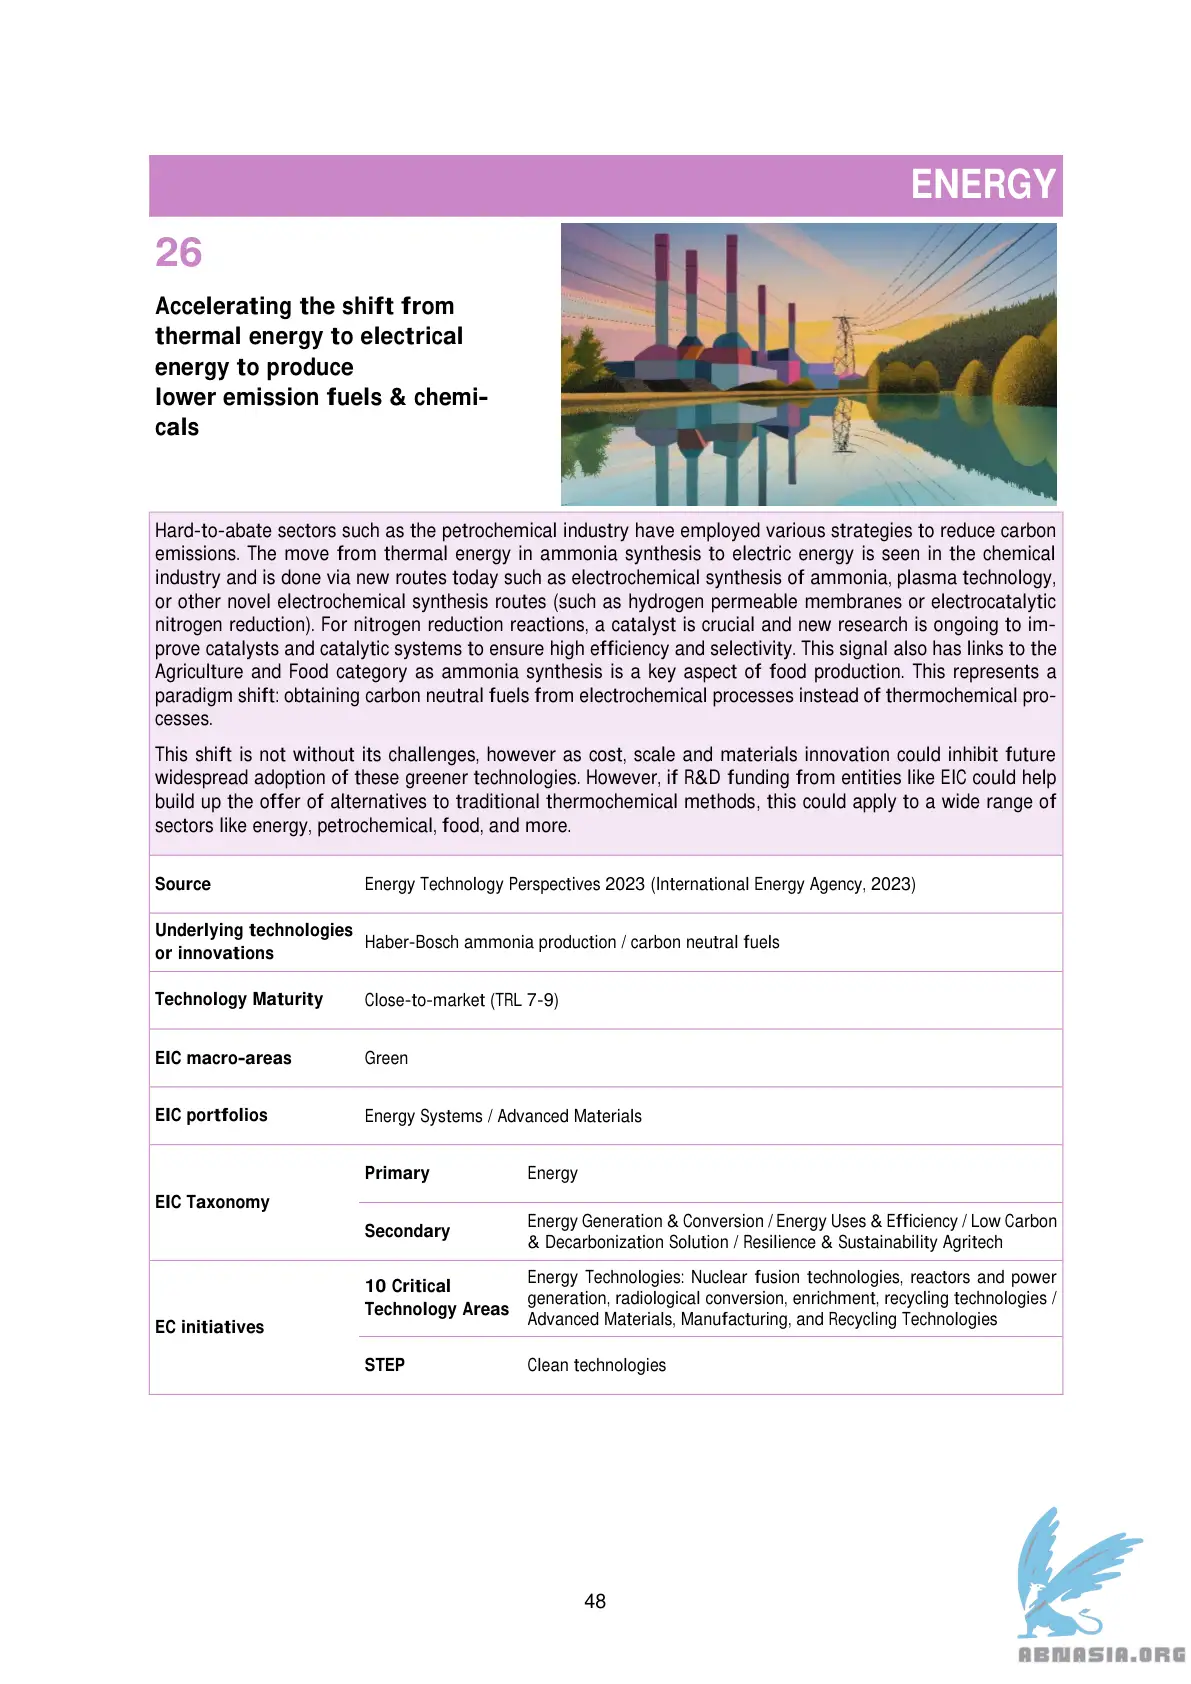 ENERGY
26
Accelerating the shift from
thermal energy to electrical
energy to produce
lower emission fuels & chemi-
cals
Hard-to-abate sectors such as the petrochemical industry have employed various strategies to reduce carbon
emissions. The move from thermal energy in ammonia synthesis to electric energy is seen in the chemical
industry and is done via new routes today such as electrochemical synthesis of ammonia, plasma technology,
or other novel electrochemical synthesis routes (such as hydrogen permeable membranes or electrocatalytic
nitrogen reduction). For nitrogen reduction reactions, a catalyst is crucial and new research is ongoing to im-
prove catalysts and catalytic systems to ensure high efficiency and selectivity. This signal also has links to the
Agriculture and Food category as ammonia synthesis is a key aspect of food production. This represents a
paradigm shift: obtaining carbon neutral fuels from electrochemical processes instead of thermochemical pro-
cesses.
This shift is not without its challenges, however as cost, scale and materials innovation could inhibit future
widespread adoption of these greener technologies. However, if R&D funding from entities like EIC could help
build up the offer of alternatives to traditional thermochemical methods, this could apply to a wide range of
sectors like energy, petrochemical, food, and more.
Source
Energy Technology Perspectives 2023 (International Energy Agency, 2023)
Underlying technologies
or innovations
Haber-Bosch ammonia production / carbon neutral fuels
Technology Maturity
Close-to-market (TRL 7-9)
EIC macro-areas
Green
EIC portfolios
Energy Systems / Advanced Materials
EIC Taxonomy
Primary
Energy
Secondary
Energy Generation & Conversion / Energy Uses & Efficiency / Low Carbon
& Decarbonization Solution / Resilience & Sustainability Agritech
EC initiatives
10 Critical
Technology Areas
Energy Technologies: Nuclear fusion technologies, reactors and power
generation, radiological conversion, enrichment, recycling technologies /
Advanced Materials, Manufacturing, and Recycling Technologies
STEP
Clean technologies
48
ABNASIA.ORG